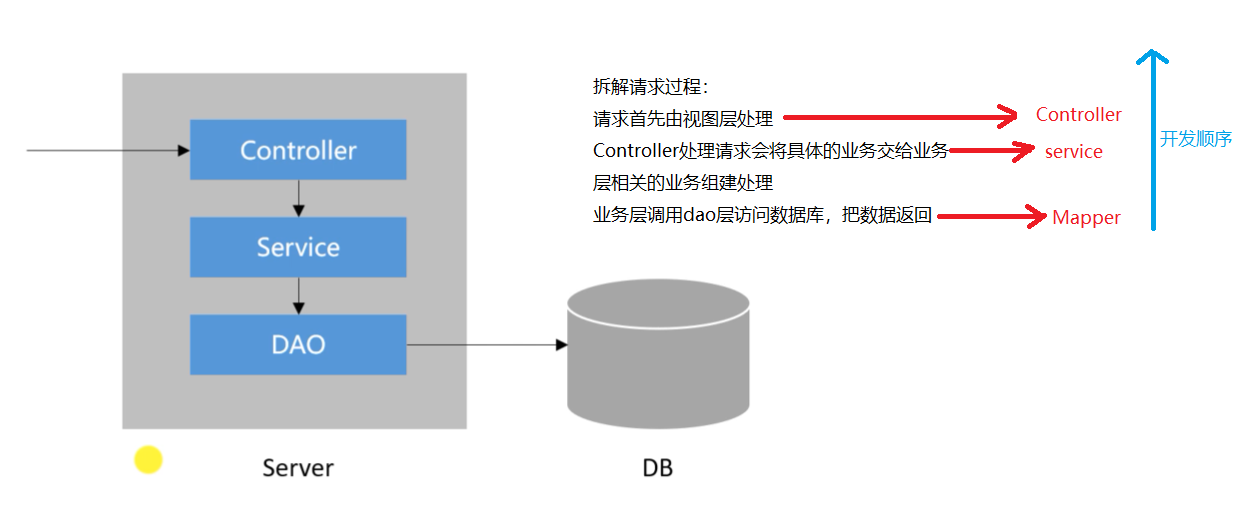 Controller
Service
DAO
Server
DB
拆解请求过程：
请求首先由视图层处理
Controller
Controller处理请求会将具体的业务交给业务
service
层相关的业务组建处理
业务层调用dao层访问数据库，把数据返回
Mapper
开发顺序